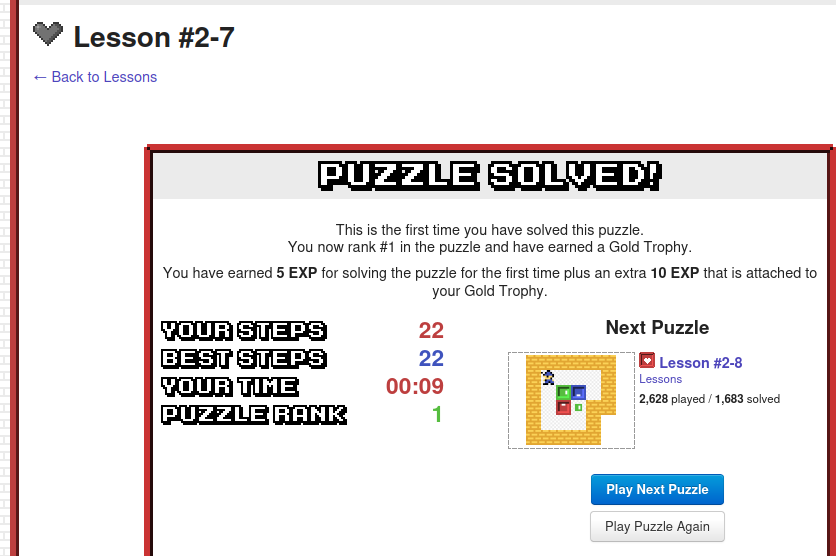 Lesson #2-7
← Back to Lessons
PUZZLE SOLVED!
This is the first time you have solved this puzzle.
You now rank #1 in the puzzle and have earned a Gold Trophy.
You have earned 5 EXP for solving the puzzle for the first time plus an extra 10 EXP that is attached to
your Gold Trophy.
YOUR STEPS 22
BEST STEPS 22
YOUR TIME 00:09
PUZZLE RANK 1
Next Puzzle
Lesson #2-8
Lessons
2,628 played / 1,683 solved
Play Next Puzzle
Play Puzzle Again